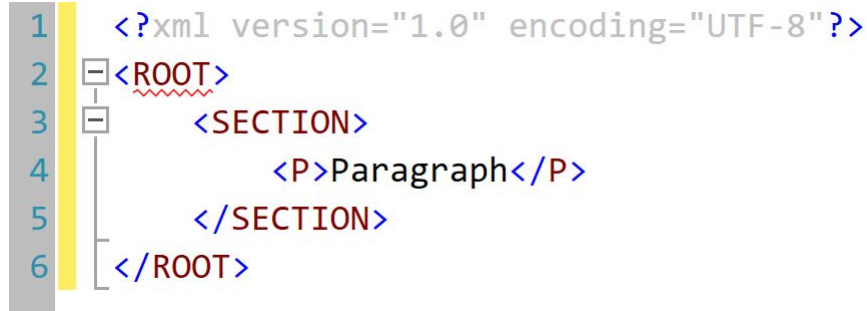 1 <?xml version="1.0" encoding="UTF-8"?>
2 <ROOT>
3 <SECTION>
4 <P>Paragraph</P>
5 </SECTION>
6 </ROOT>